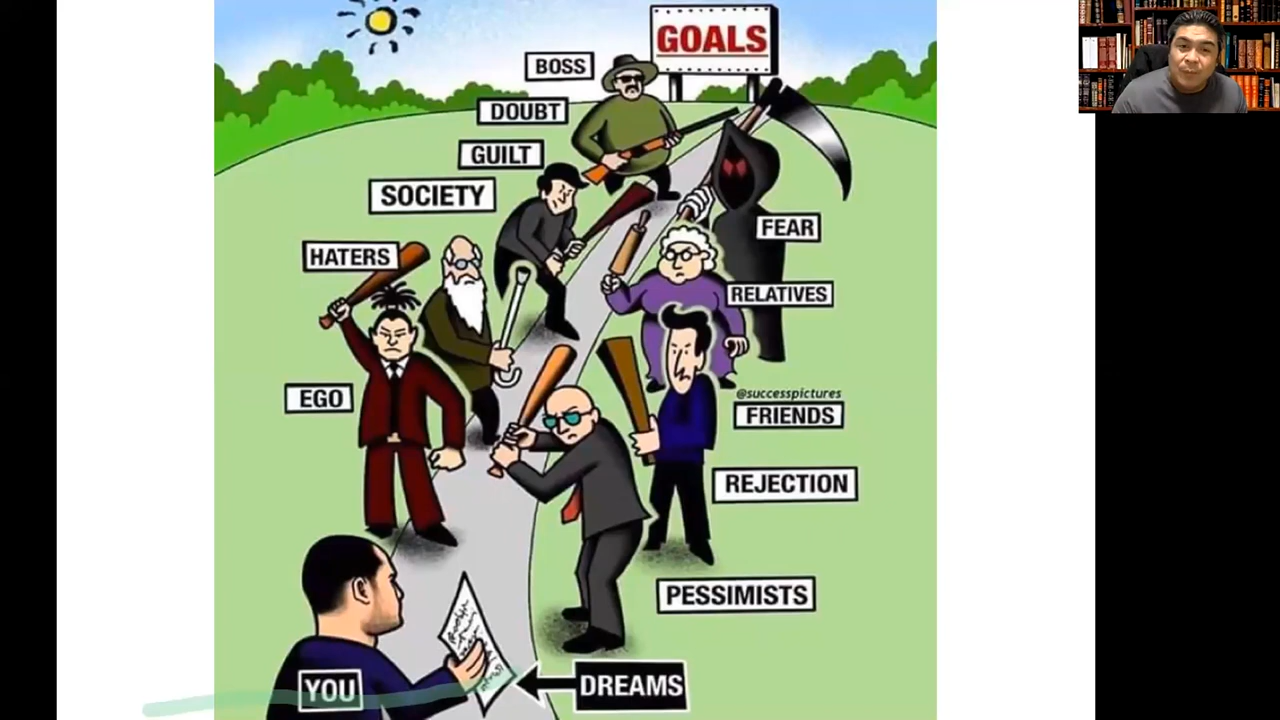 GOALS
BOSS
DOUBT
GUILT
SOCIETY
FEAR
HATERS
RELATIVES
EGO
@successpictures
FRIENDS
REJECTION
PESSIMISTS
YOU
DREAMS